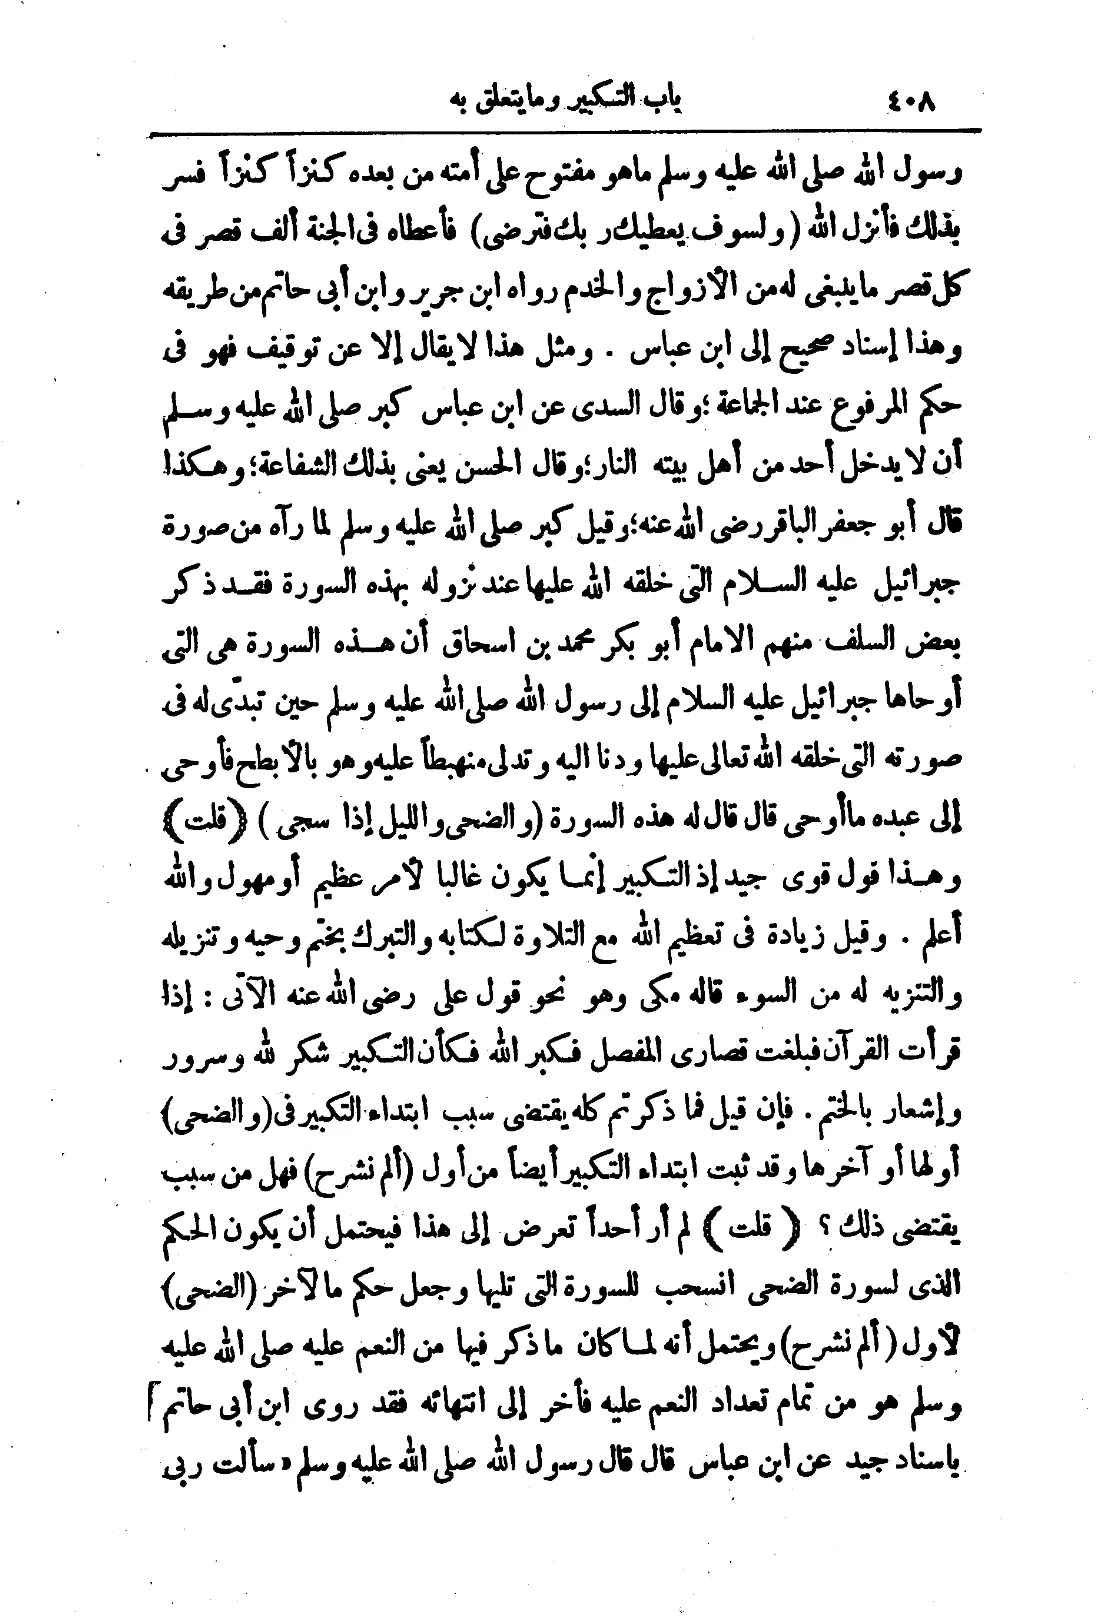 ٤٠٨ باب التكبير وما يتعلق به
رسول الله صلى الله عليه وسلم ماهو مفتوح على أمته من بعده كنزاً كنزاً فسر
بذلك فأنزل الله (ولسوف يعطيك ربك فترضى) فأعطاه فى الجنة ألف قصر فى
كل قصر ما ينبغى له من الأزواج والخدم رواه ابن جرير وابن أبى حاتم من طريقه
وهذا إسناد صحيح إلى ابن عباس . ومثل هذا لا يقال إلا عن توقيف فهو فى
حكم المرفوع عند الجماعة؛ وقال السدى عن ابن عباس كبر صلى الله عليه وسلم
أن لا يدخل أحد من أهل بيته النار؛ وقال الحسن يعنى بذلك الشفاعة؛ وهكذا
قال أبو جعفر الباقر رضى الله عنه؛ وقيل كبر صلى الله عليه وسلم لما رآه من صورة
جبرائيل عليه السلام التى خلقه الله عليها عند نزوله بهذه السورة فقد ذكر
بعض السلف منهم الامام أبو بكر محمد بن اسحاق أن هذه السورة هى التى
أوحاها جبرائيل عليه السلام إلى رسول الله صلى الله عليه وسلم حين تبدّى له فى
صورته التى خلقه الله تعالى عليها ودنا اليه وتدلى منهبطاً عليه وهو بالأبطح فأوحى
إلى عبده ماأوحى قال قال له هذه السورة (والضحى والليل إذا سجى) (قلت)
وهذا قول قوى جيد إذ التكبير إنما يكون غالبا لأمر عظيم أو مهول والله
أعلم . وقيل زيادة فى تعظيم الله مع التلاوة لكتابه والتبرك بختم وحيه وتنزيله
والتنزيه له من السوء قاله مكى وهو نحو قول على رضى الله عنه الآتى : إذا
قرأت القرآن فبلغت قصارى المفصل فكبر الله فكأن التكبير شكر لله وسرور
وإشعار بالختم . فإن قيل فما ذكرتم كله يقتضى سبب ابتداء التكبير فى (والضحى)
أولها أو آخرها وقد ثبت ابتداء التكبير أيضاً من أول (ألم نشرح) فهل من سبب
يقتضى ذلك ؟ (قلت) لم أر أحداً تعرض إلى هذا فيحتمل أن يكون الحكم
الذى لسورة الضحى انسحب للسورة التى تليها وجعل حكم ما لآخر (الضحى)
لأول (ألم نشرح) ويحتمل أنه لما كان ما ذكر فيها من النعم عليه صلى الله عليه
وسلم هو من تمام تعداد النعم عليه فأخر إلى انتهائه فقد روى ابن أبى حاتم
بإسناد جيد عن ابن عباس قال قال رسول الله صلى الله عليه وسلم «سألت ربى